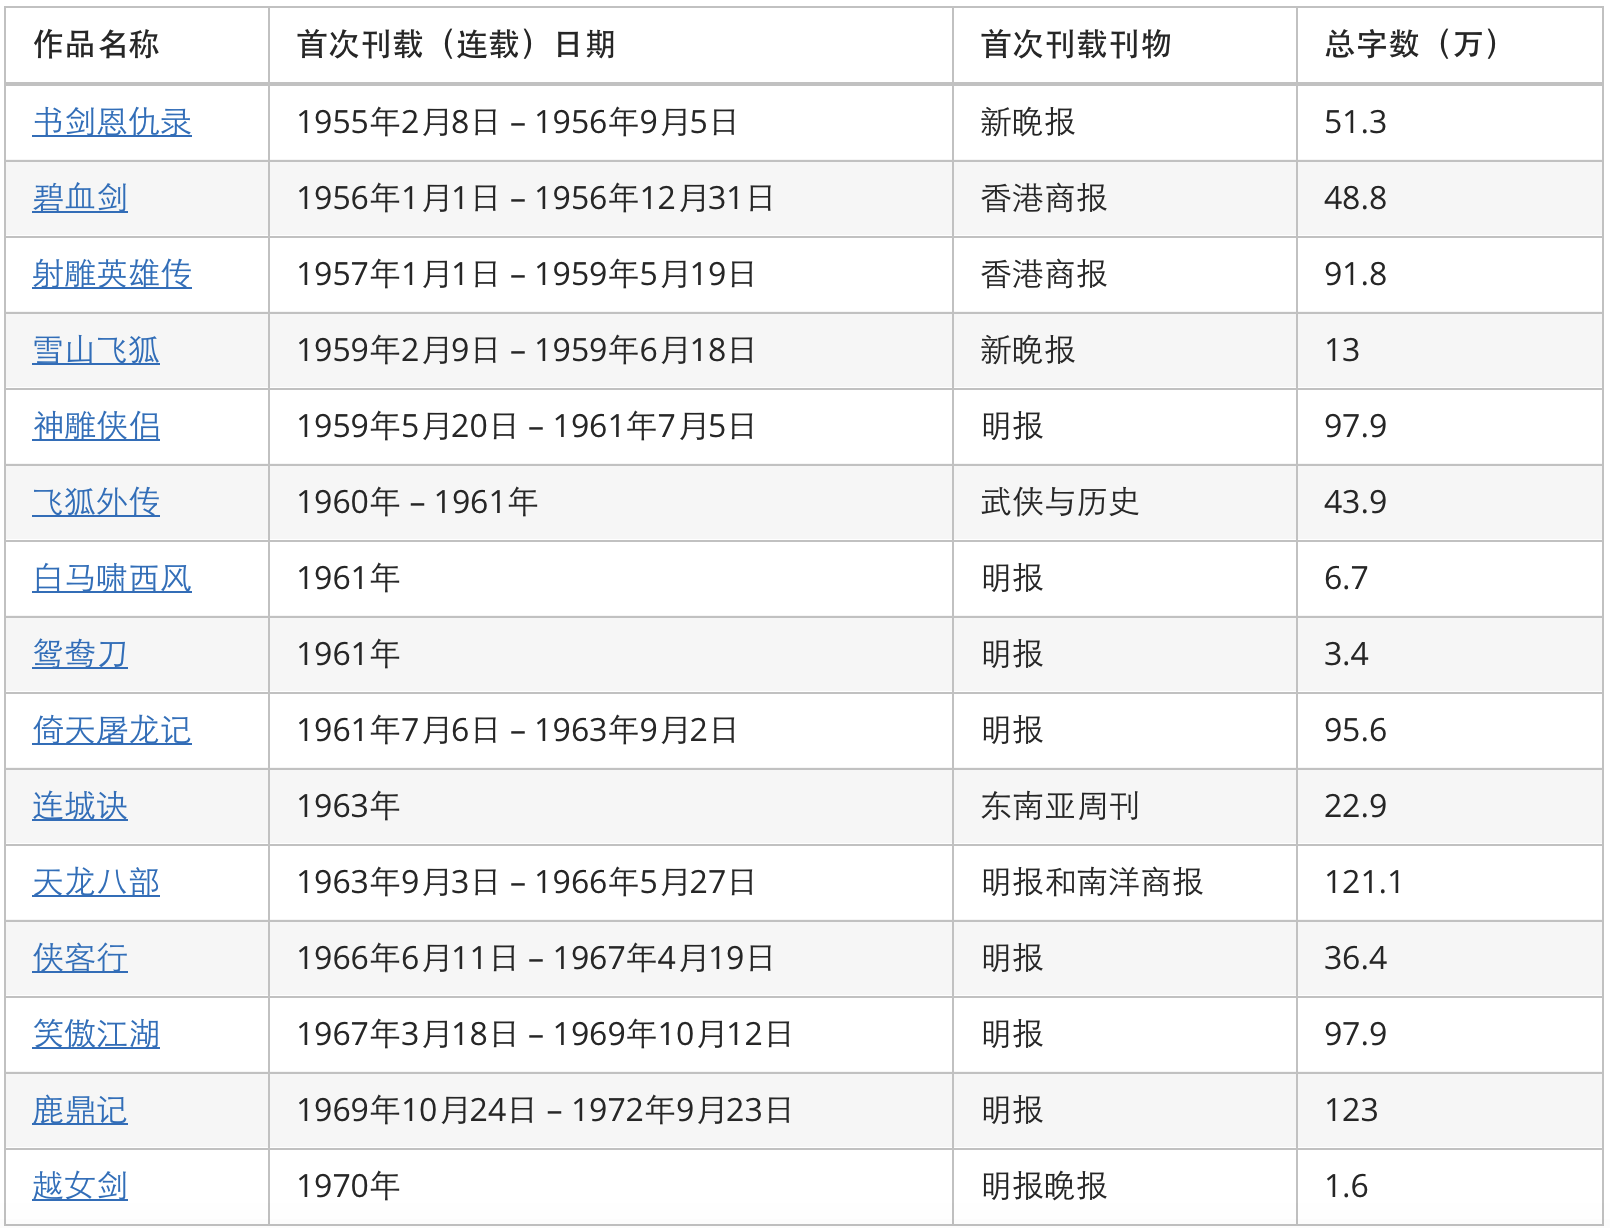 作品名称 首次刊载（连载）日期 首次刊载刊物 总字数（万）
书剑恩仇录 1955年2月8日 – 1956年9月5日 新晚报 51.3
碧血剑 1956年1月1日 – 1956年12月31日 香港商报 48.8
射雕英雄传 1957年1月1日 – 1959年5月19日 香港商报 91.8
雪山飞狐 1959年2月9日 – 1959年6月18日 新晚报 13
神雕侠侣 1959年5月20日 – 1961年7月5日 明报 97.9
飞狐外传 1960年 – 1961年 武侠与历史 43.9
白马啸西风 1961年 明报 6.7
鸳鸯刀 1961年 明报 3.4
倚天屠龙记 1961年7月6日 – 1963年9月2日 明报 95.6
连城诀 1963年 东南亚周刊 22.9
天龙八部 1963年9月3日 – 1966年5月27日 明报和南洋商报 121.1
侠客行 1966年6月11日 – 1967年4月19日 明报 36.4
笑傲江湖 1967年3月18日 – 1969年10月12日 明报 97.9
鹿鼎记 1969年10月24日 – 1972年9月23日 明报 123
越女剑 1970年 明报晚报 1.6